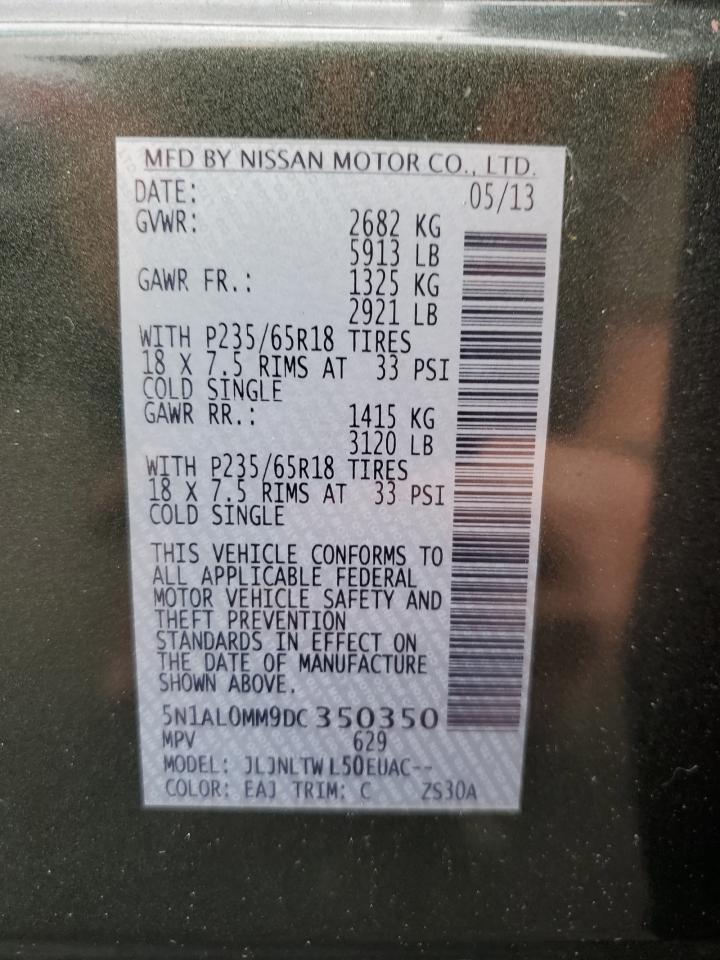 MFD BY NISSAN MOTOR CO., LTD.
DATE: 05/13
GVWR: 2682 KG
5913 LB
GAWR FR.: 1325 KG
2921 LB
WITH P235/65R18 TIRES
18 X 7.5 RIMS AT 33 PSI
COLD SINGLE
GAWR RR.: 1415 KG
3120 LB
WITH P235/65R18 TIRES
18 X 7.5 RIMS AT 33 PSI
COLD SINGLE
THIS VEHICLE CONFORMS TO
ALL APPLICABLE FEDERAL
MOTOR VEHICLE SAFETY AND
THEFT PREVENTION
STANDARDS IN EFFECT ON
THE DATE OF MANUFACTURE
SHOWN ABOVE.
5N1AL0MM9DC 350350
MPV 629
MODEL: JLJNLTW L50EUAC--
COLOR: EAJ TRIM: C ZS30A